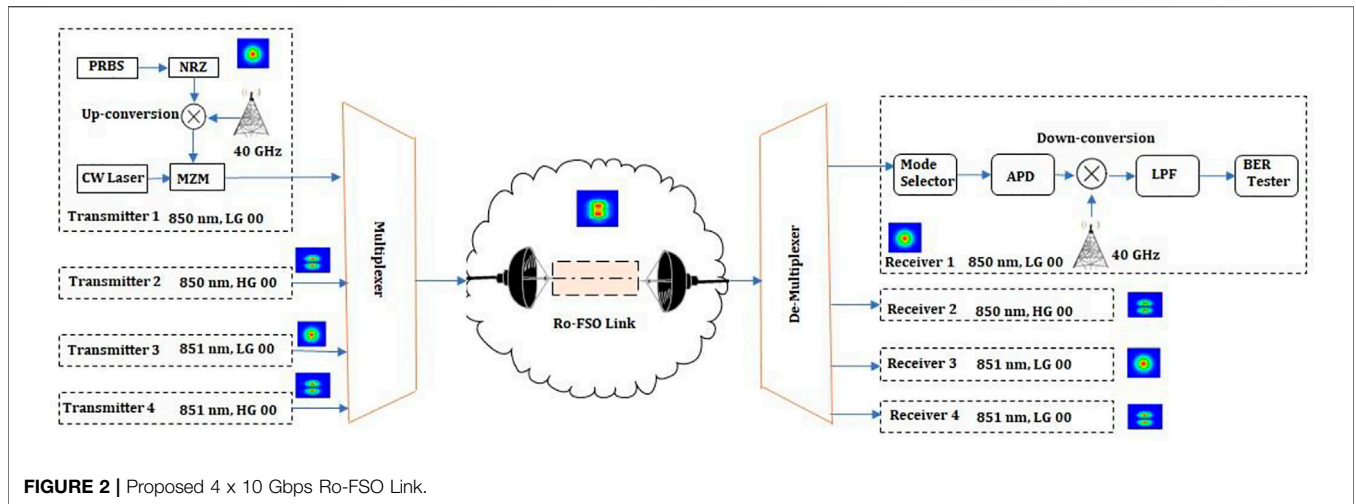 PRBS
NRZ
Up-conversion
40 GHz
CW Laser
MZM
Transmitter 1 850 nm, LG 00
Transmitter 2 850 nm, HG 00
Transmitter 3 851 nm, LG 00
Transmitter 4 851 nm, HG 00
Multiplexer
Ro-FSO Link
De-Multiplexer
Down-conversion
Mode
Selector
APD
LPF
BER
Tester
40 GHz
Receiver 1 850 nm, LG 00
Receiver 2 850 nm, HG 00
Receiver 3 851 nm, LG 00
Receiver 4 851 nm, LG 00
FIGURE 2 | Proposed 4 x 10 Gbps Ro-FSO Link.